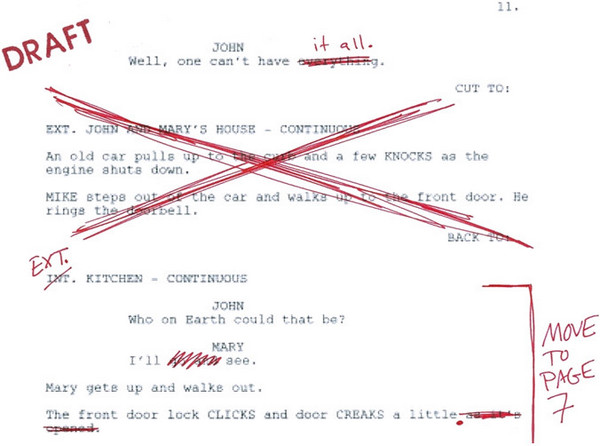 11.
DRAFT
JOHN
it all.
Well, one can't have everything.
CUT TO:
EXT. JOHN AND MARY'S HOUSE - CONTINUOUS
An old car pulls up to the curb and a few KNOCKS as the
engine shuts down.
MIKE steps out of the car and walks up to the front door. He
rings the doorbell.
BACK TO:
EXT.
INT. KITCHEN - CONTINUOUS
JOHN
Who on Earth could that be?
MARY
I'll see.
Mary gets up and walks out.
The front door lock CLICKS and door CREAKS a little as it's
opened.
MOVE
TO
PAGE
7